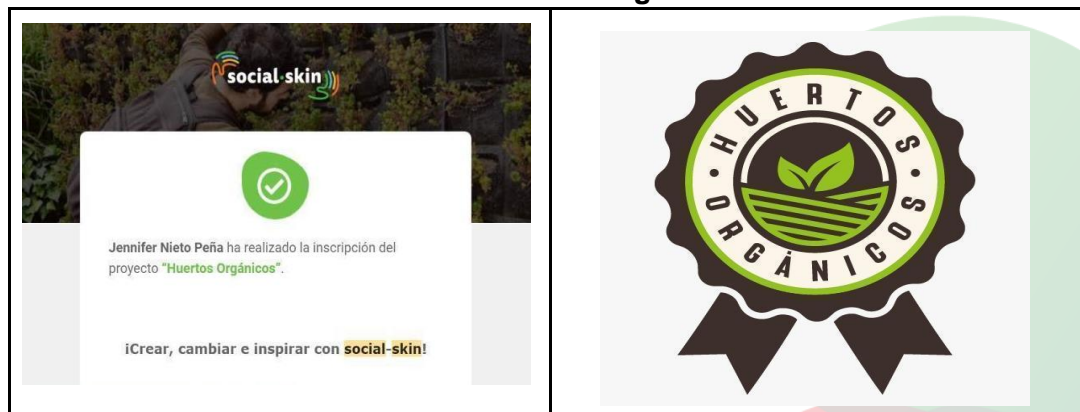 social·skin
Jennifer Nieto Peña ha realizado la inscripción del
proyecto "Huertos Orgánicos".
¡Crear, cambiar e inspirar con social-skin!
· HUERTOS ·
ORGÁNICOS